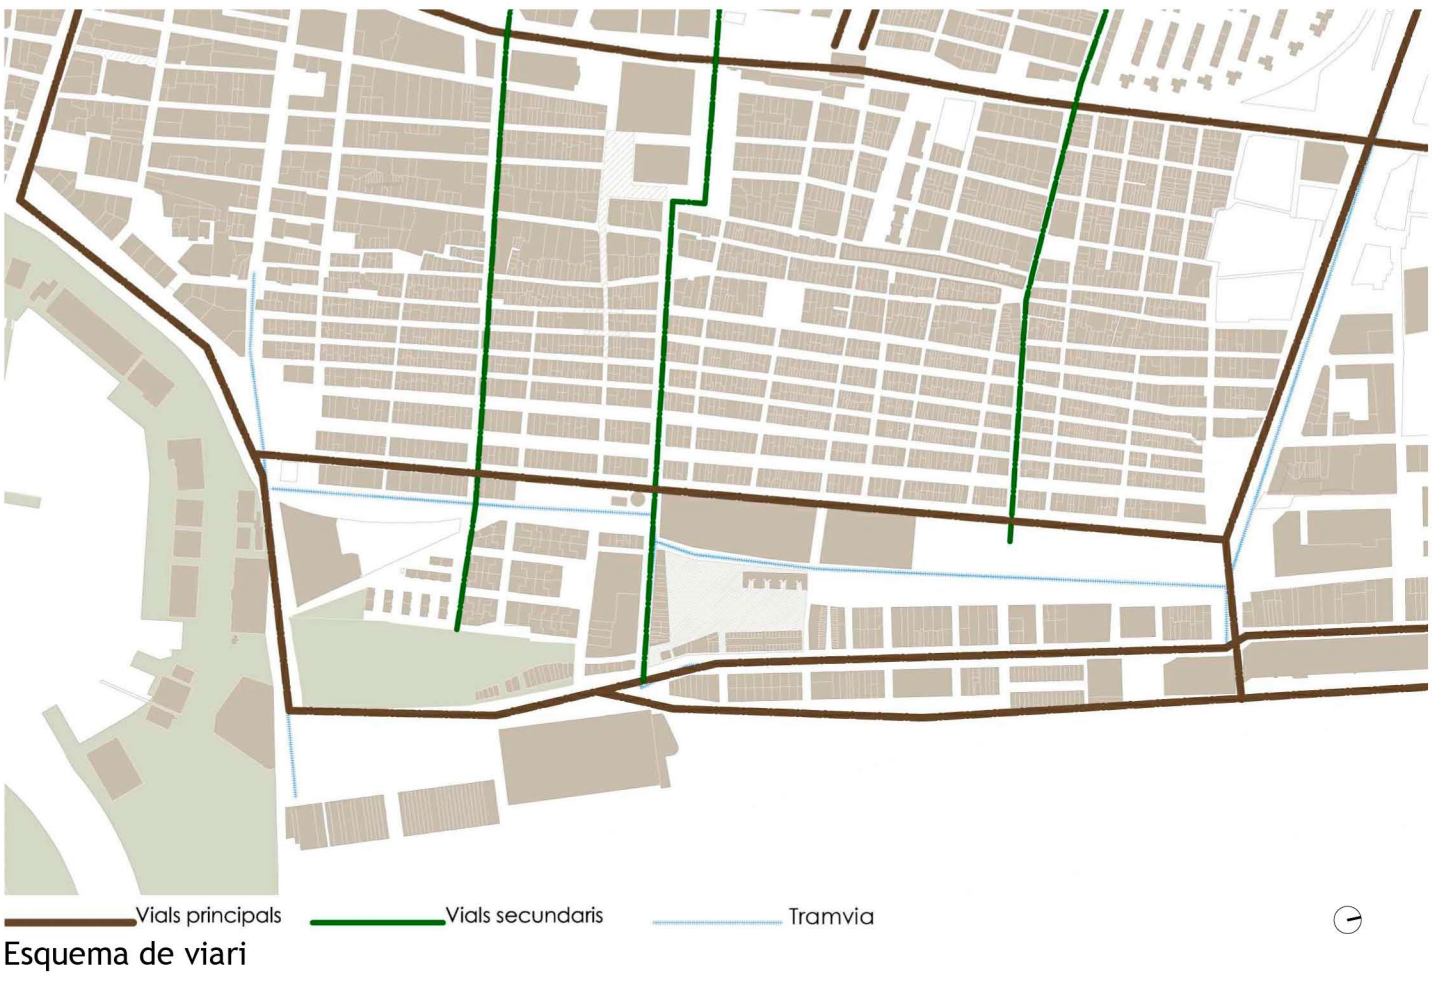 Vials principals
Vials secundaris
Tramvia
Esquema de viari